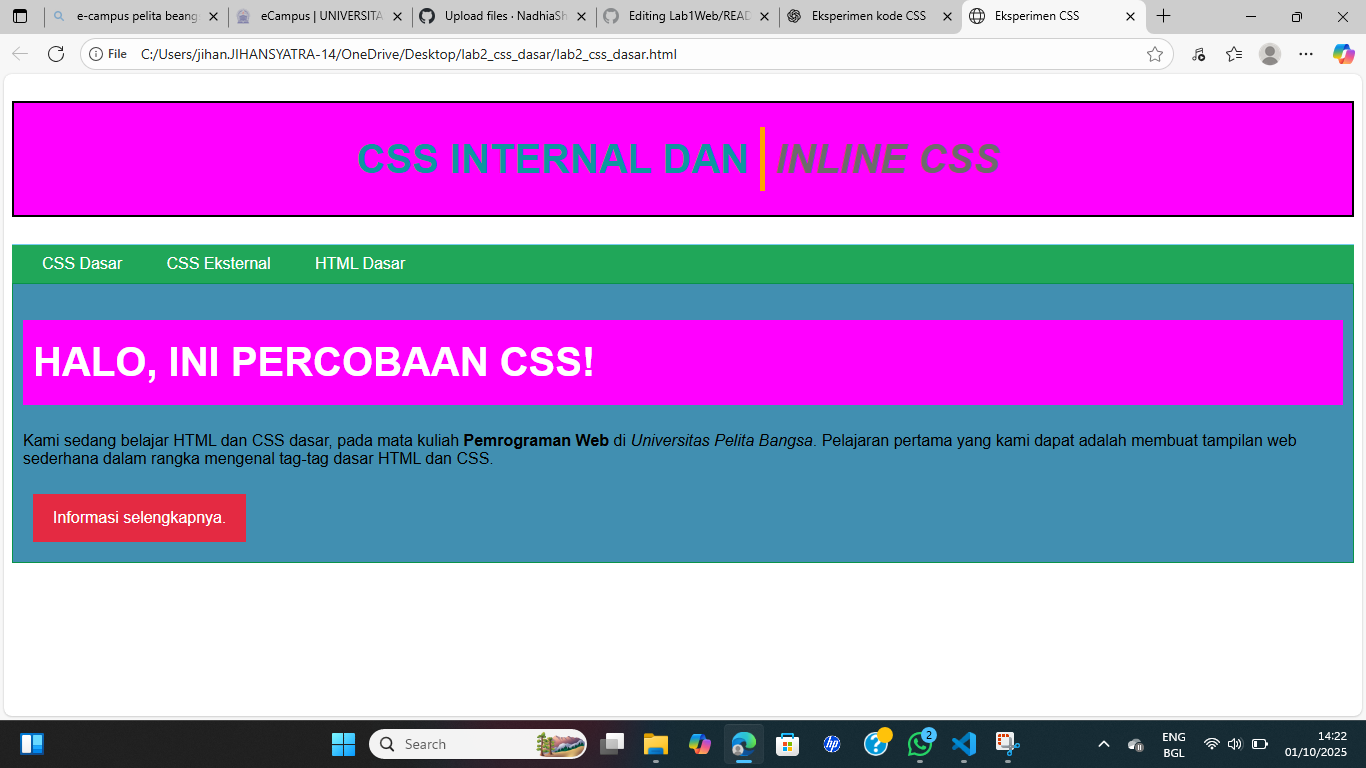 e-campus pelita beang
eCampus | UNIVERSITA
Upload files · NadhiaSh
Editing Lab1Web/READ
Eksperimen kode CSS
Eksperimen CSS
File
C:/Users/jihan.JIHANSYATRA-14/OneDrive/Desktop/lab2_css_dasar/lab2_css_dasar.html
CSS INTERNAL DAN INLINE CSS
CSS Dasar
CSS Eksternal
HTML Dasar
HALO, INI PERCOBAAN CSS!
Kami sedang belajar HTML dan CSS dasar, pada mata kuliah Pemrograman Web di Universitas Pelita Bangsa. Pelajaran pertama yang kami dapat adalah membuat tampilan web
sederhana dalam rangka mengenal tag-tag dasar HTML dan CSS.
Informasi selengkapnya.
Search
hp
?
2
ENG
BGL
14:22
01/10/2025